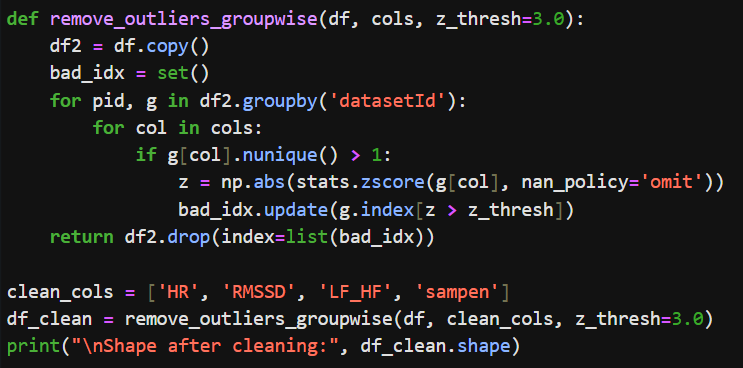 def remove_outliers_groupwise(df, cols, z_thresh=3.0):
    df2 = df.copy()
    bad_idx = set()
    for pid, g in df2.groupby('datasetId'):
        for col in cols:
            if g[col].nunique() > 1:
                z = np.abs(stats.zscore(g[col], nan_policy='omit'))
                bad_idx.update(g.index[z > z_thresh])
    return df2.drop(index=list(bad_idx))

clean_cols = ['HR', 'RMSSD', 'LF_HF', 'sampen']
df_clean = remove_outliers_groupwise(df, clean_cols, z_thresh=3.0)
print("\nShape after cleaning:", df_clean.shape)